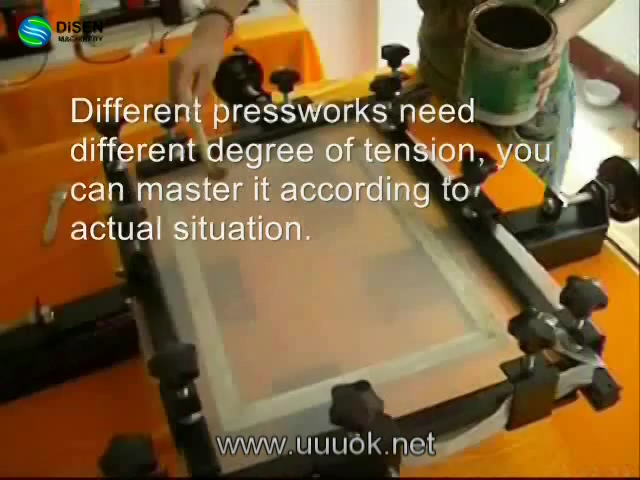 DiSEN
MACHINERY
Different pressworks need
different degree of tension, you
can master it according to
actual situation.
www.uuuok.net